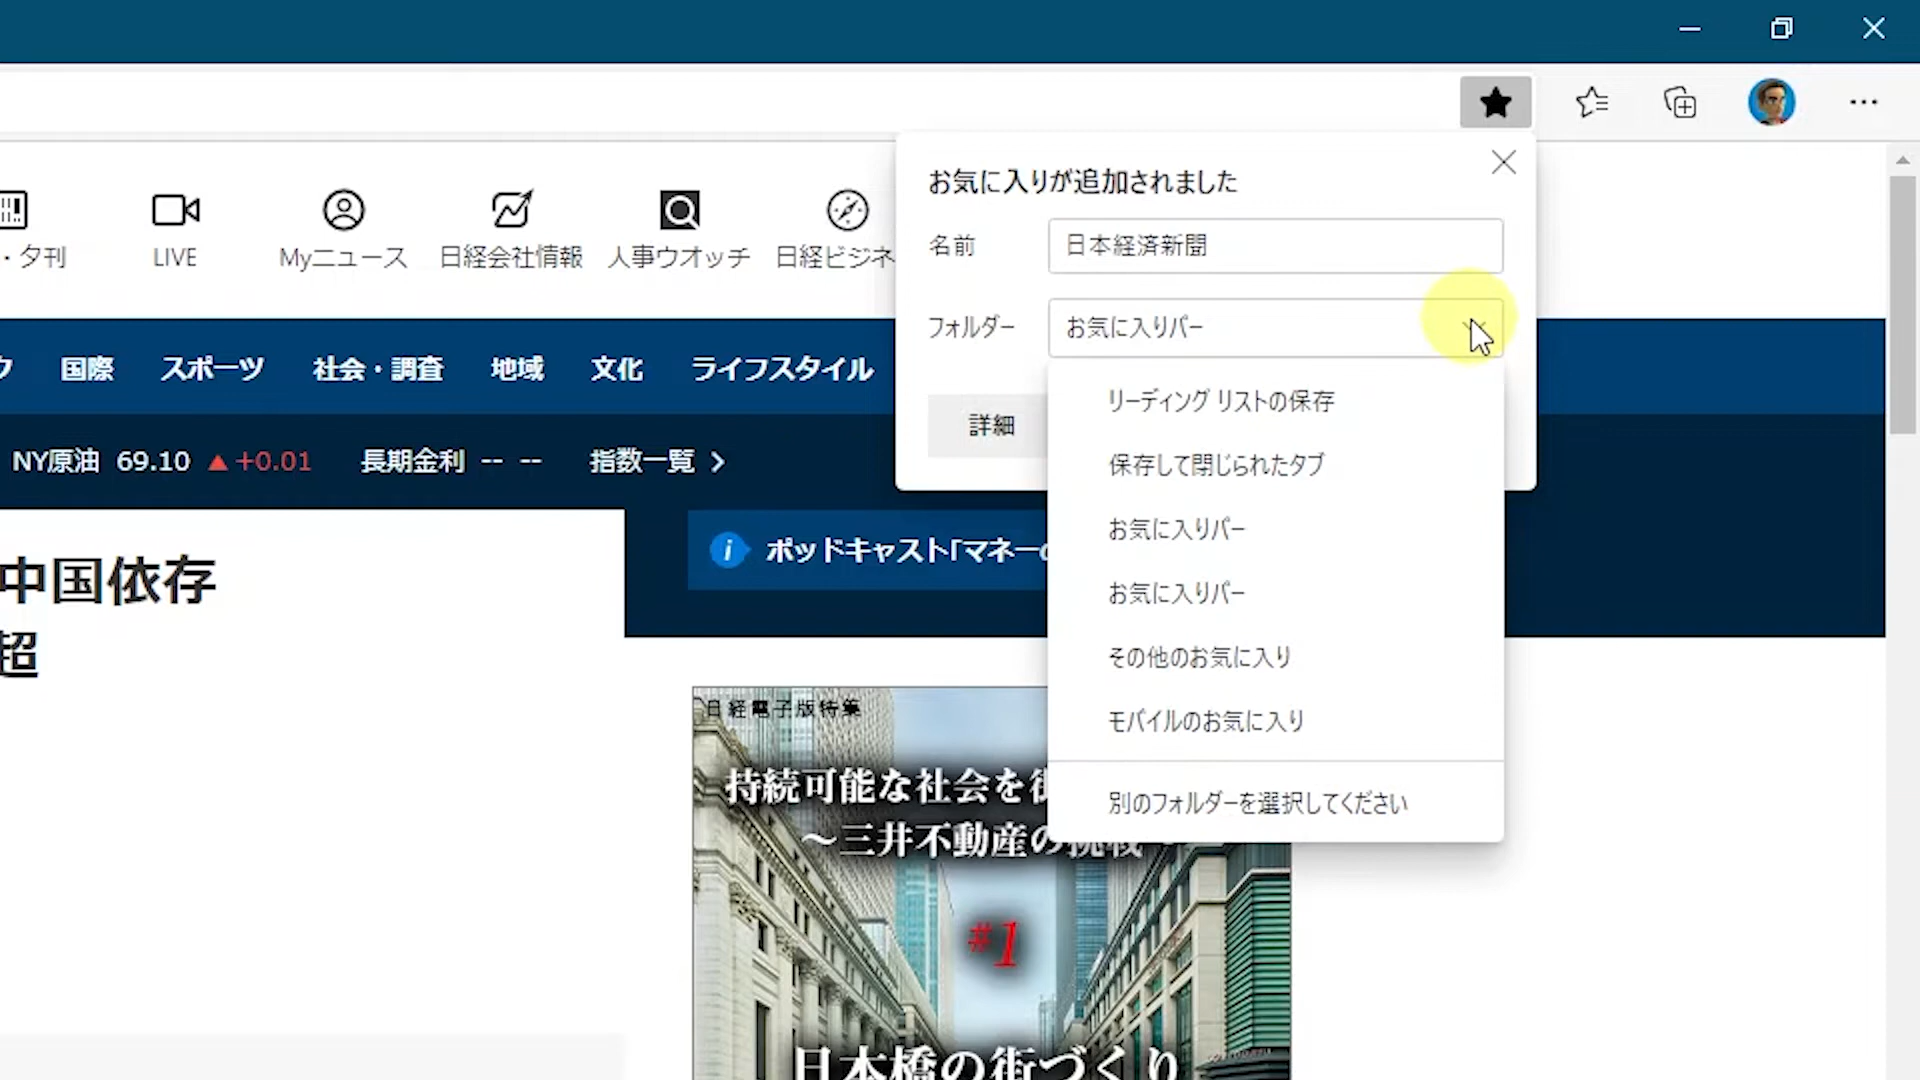 お気に入りが追加されました
名前 日本経済新聞
フォルダー お気に入りバー
詳細
リーディング リストの保存
保存して閉じられたタブ
お気に入りバー
お気に入りバー
その他のお気に入り
モバイルのお気に入り
別のフォルダーを選択してください
・夕刊 LIVE Myニュース 日経会社情報 人事ウオッチ 日経ビジネ
国際 スポーツ 社会・調査 地域 文化 ライフスタイル
NY原油 69.10 ▲+0.01 長期金利 -- -- 指数一覧
i ポッドキャスト「マネーの
中国依存
超
日経電子版特集
持続可能な社会を
～三井不動産の挑戦～
#1
日本橋の街づくり